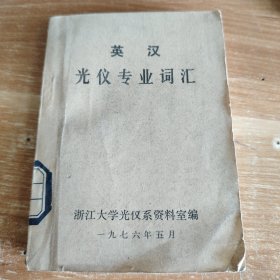 英 汉
光仪专业词汇
浙江大学光仪系资料室编
一九七六年五月